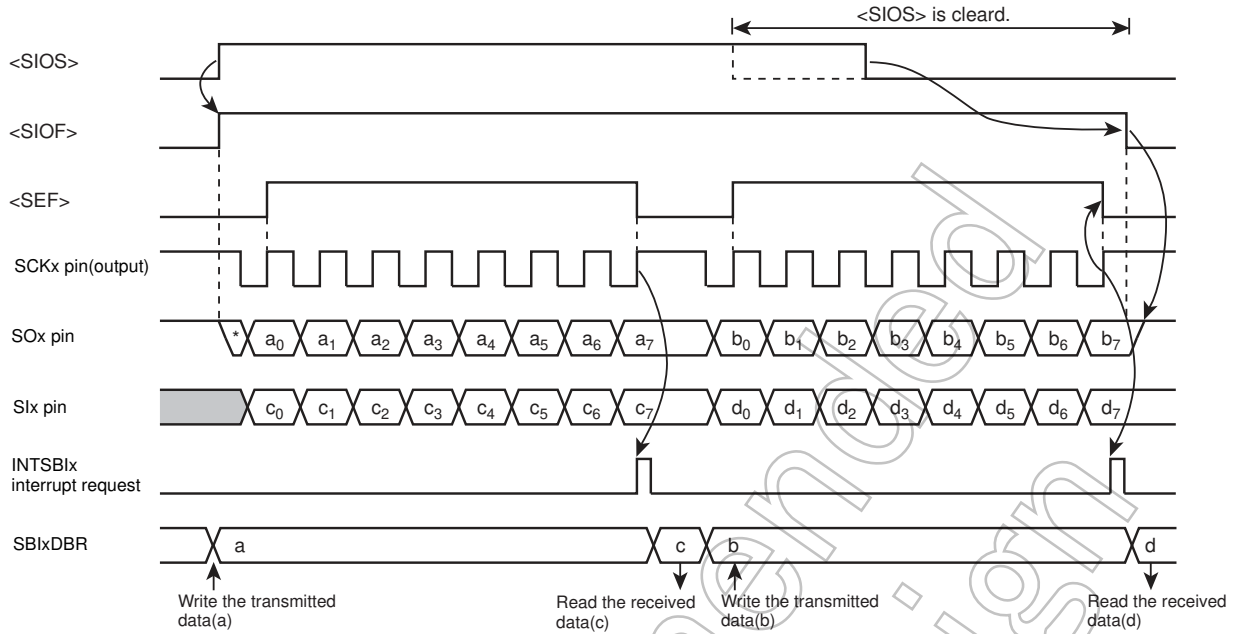 <SIOS> is cleard.
<SIOS>
<SIOF>
<SEF>
SCKx pin(output)
SOx pin
* a0 a1 a2 a3 a4 a5 a6 a7 b0 b1 b2 b3 b4 b5 b6 b7
SIx pin
c0 c1 c2 c3 c4 c5 c6 c7 d0 d1 d2 d3 d4 d5 d6 d7
INTSBIx
interrupt request
SBIxDBR
a c b d
Write the transmitted
data(a)
Read the received
data(c)
Write the transmitted
data(b)
Read the received
data(d)